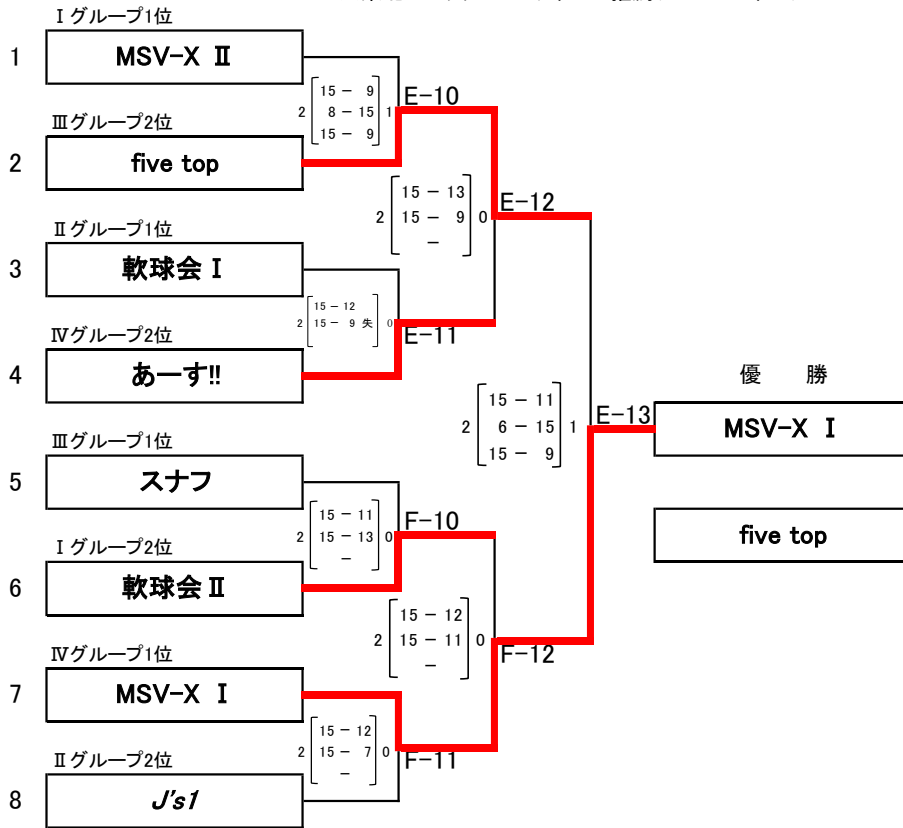 Ⅰグループ1位
1 MSV-X Ⅱ
2 15 - 9 1 E-10
8 - 15
15 - 9
Ⅲグループ2位
2 five top
2 15 - 13 0 E-12
15 - 9
-
Ⅱグループ1位
3 軟球会Ⅰ
2 15 - 12 0 E-11
15 - 9 失
Ⅳグループ2位
4 あーす!!
優 勝
2 15 - 11 1 E-13
6 - 15
15 - 9
MSV-X Ⅰ
five top
Ⅲグループ1位
5 スナフ
2 15 - 11 0 F-10
15 - 13
-
Ⅰグループ2位
6 軟球会Ⅱ
2 15 - 12 0 F-12
15 - 11
-
Ⅳグループ1位
7 MSV-X Ⅰ
2 15 - 12 0 F-11
15 - 7
-
Ⅱグループ2位
8 J's1